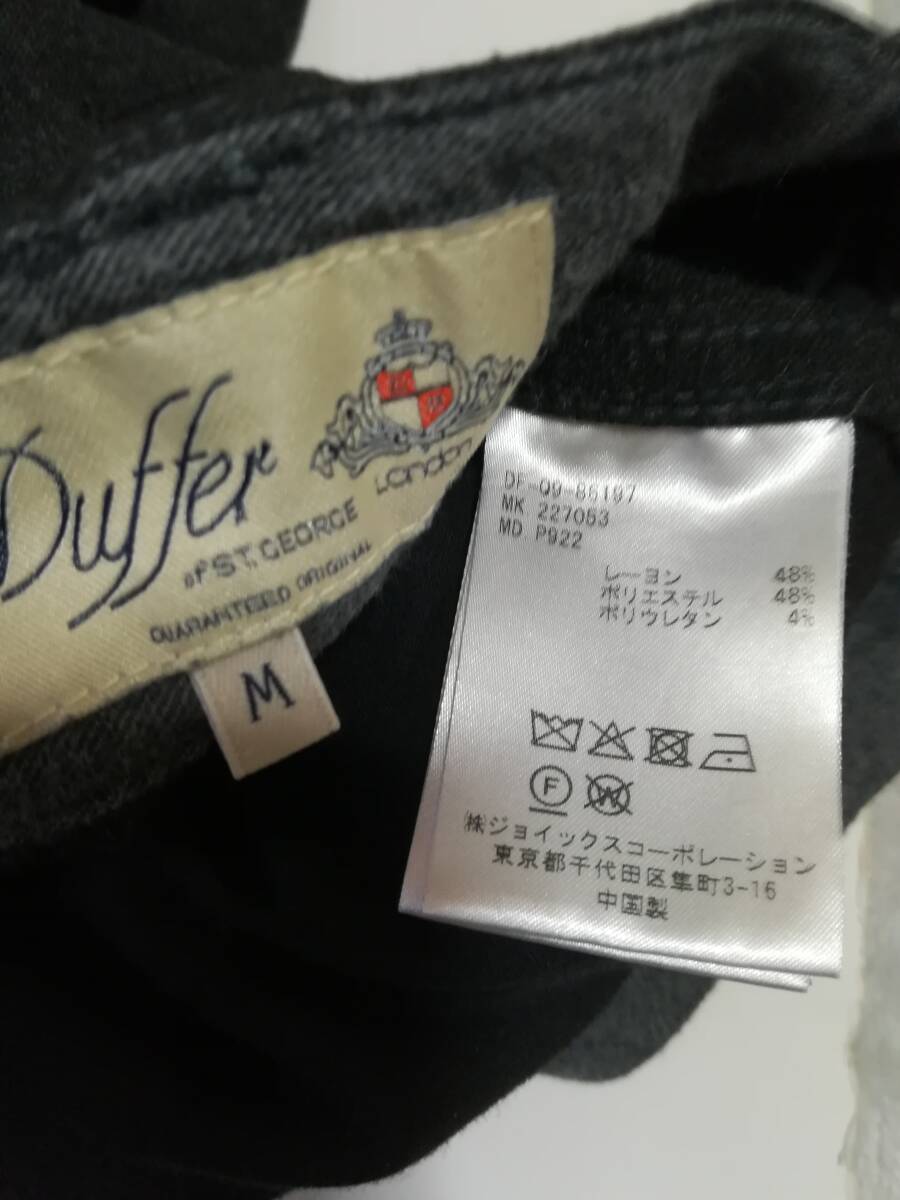 Duffer
OF ST. GEORGE
LONDON
GUARANTEED ORIGINAL
M
DF-Q9-86197
MK 227053
MD P922
レーヨン 48%
ポリエステル 48%
ポリウレタン 4%
F
W
㈱ジョイックスコーポレーション
東京都千代田区隼町3-16
中国製